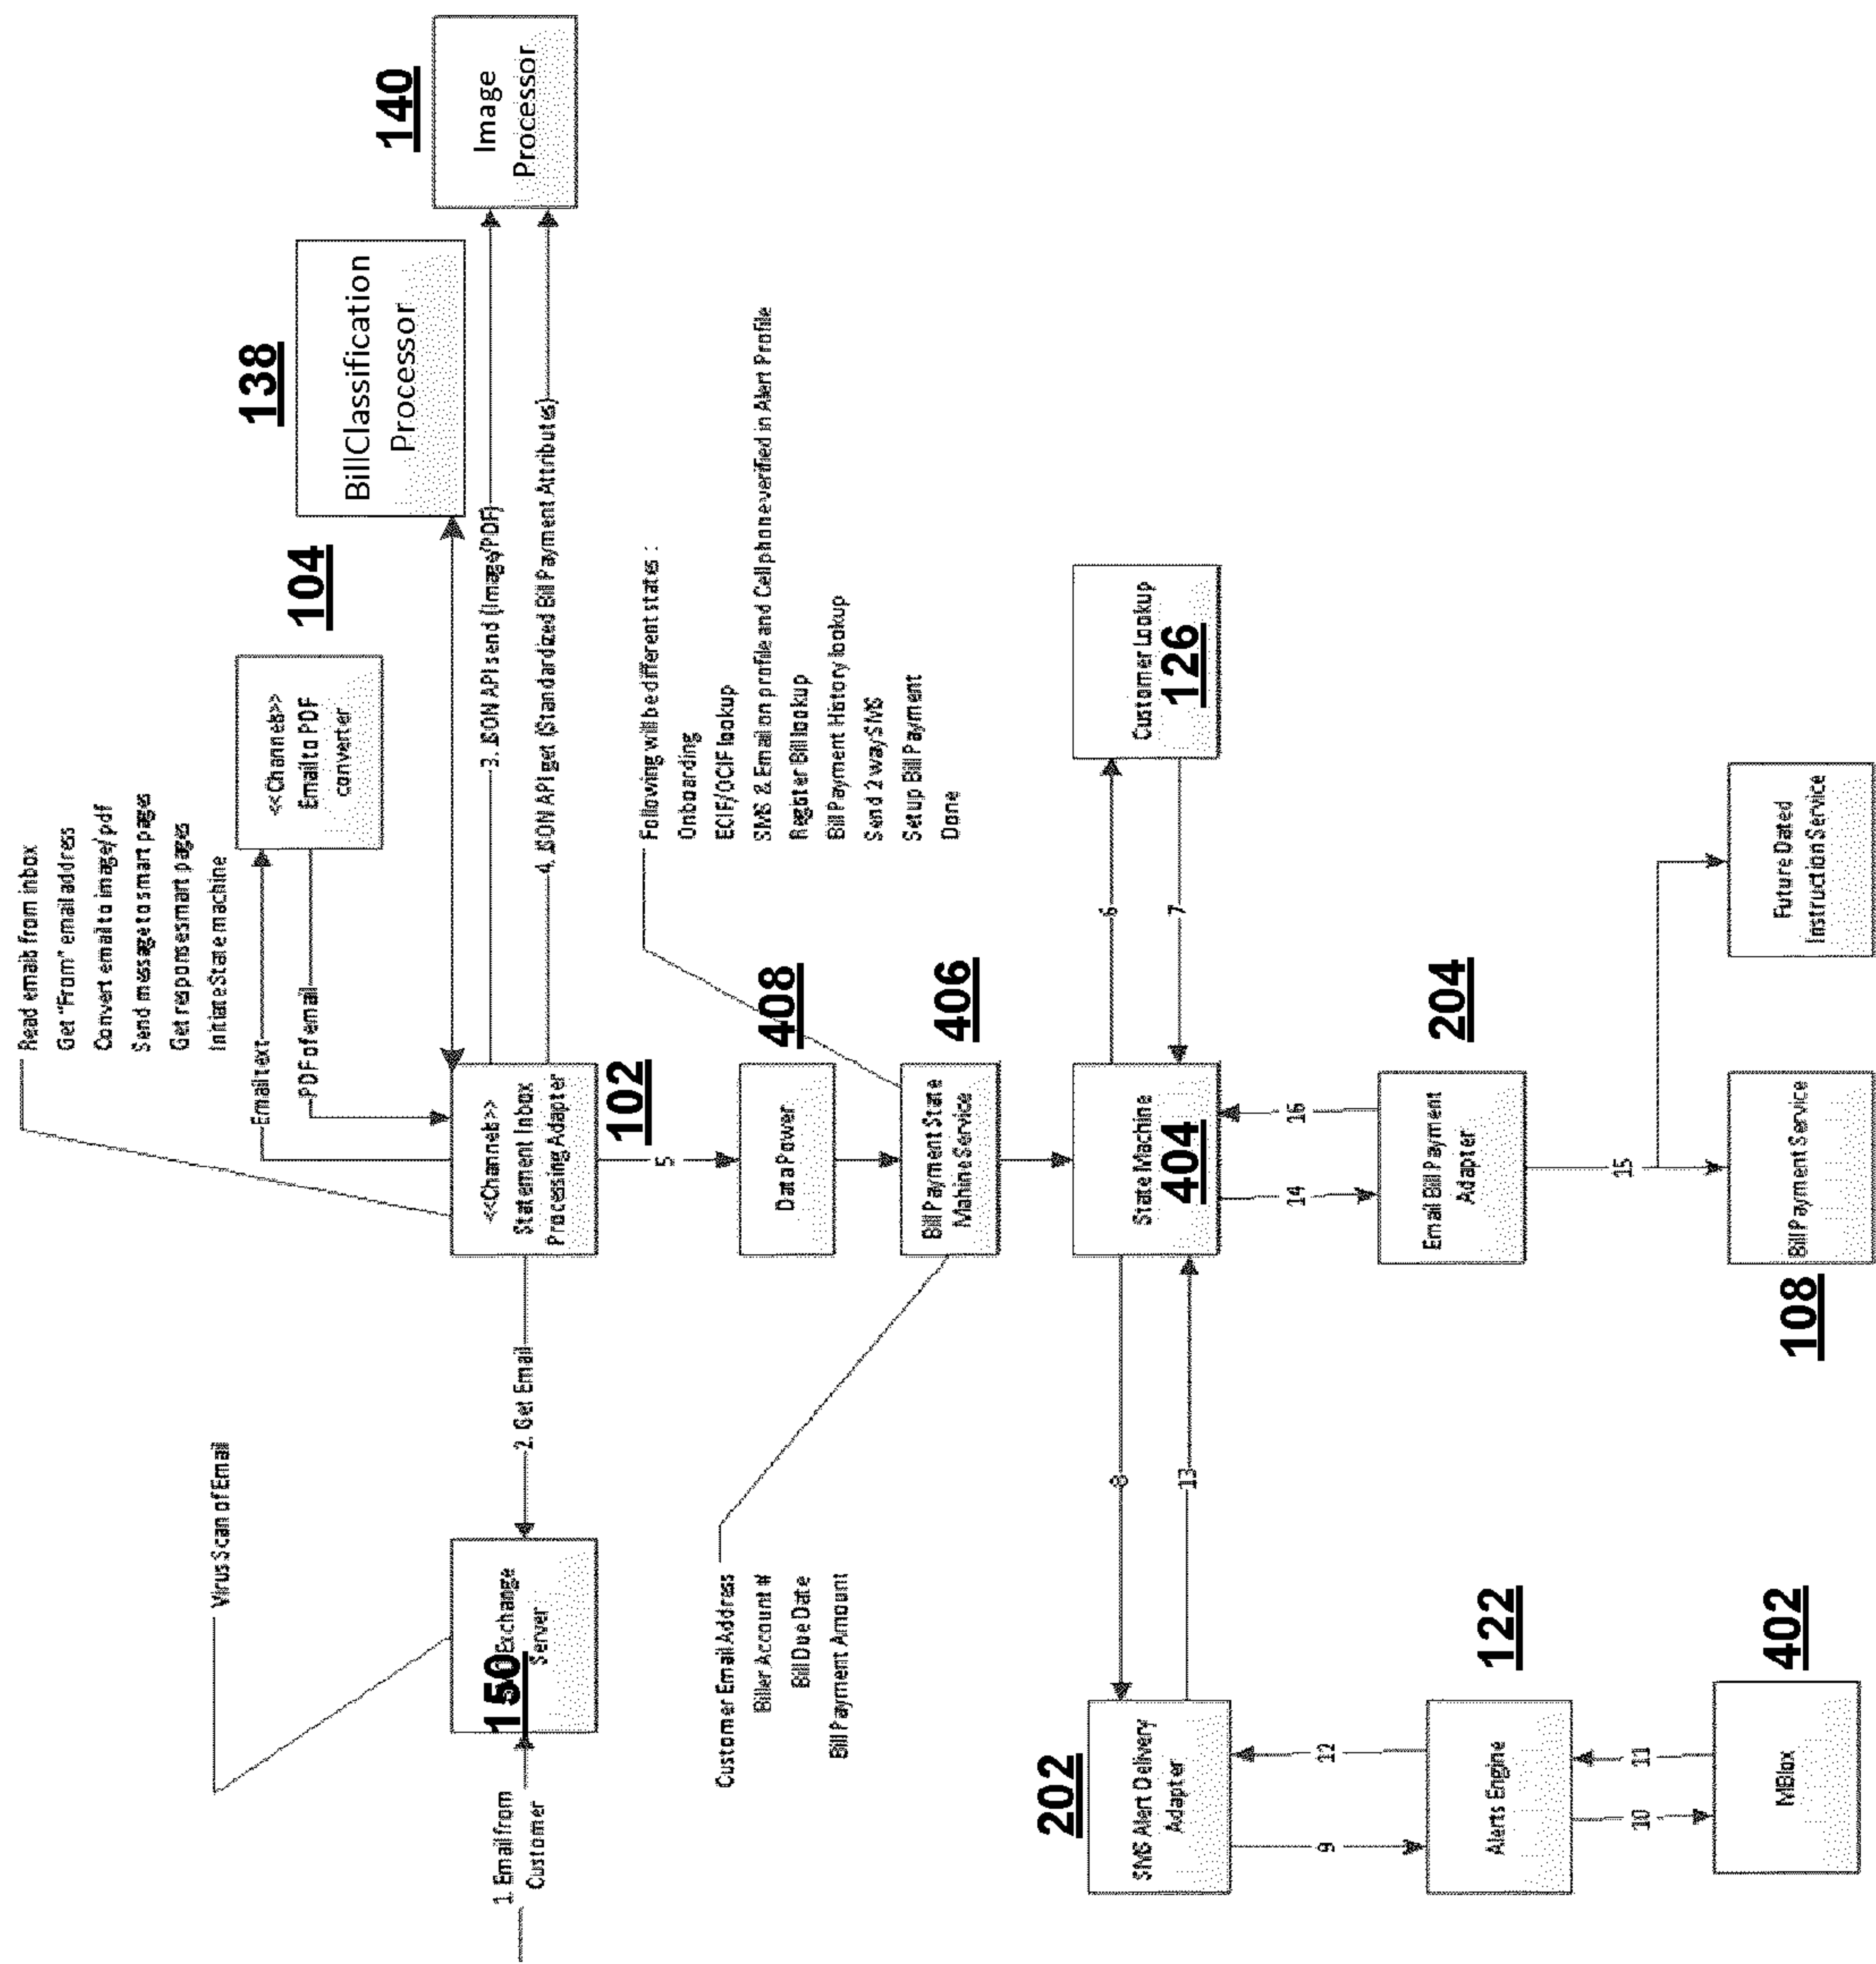 Read emails from inbox
Get "From" email address
Convert email to image/pdf
Send message to smart pages
Get response smart pages
Initiate State machine
Virus Scan of Email
1. Email from
Customer
150
Exchange
Server
2. Get Email
<<Channels>>
Statement Inbox
Processing Adapter
102
Email text
PDF of email
<<Channels>>
Email to PDF
converter
104
138
BillClassification
Processor
140
Image
Processor
3. JSON API send (Image/PDF)
4. JSON API get (Standardized Bill Payment Attributes)
5
Data Power
408
Following will be different states :
Onboarding
ECIF/OCIF lookup
SMS & Email on profile and Cellphone verified in Alert Profile
Register Bill lookup
Bill Payment History lookup
Send 2 way SMS
Setup Bill Payment
Done
Customer Email Address
Biller Account #
Bill Due Date
Bill Payment Amount
Bill Payment State
Mahine Service
406
State Machine
404
6
7
Customer Lookup
126
8
13
202
SMS Alert Delivery
Adapter
9
12
Alerts Engine
122
10
11
MBlox
402
14
16
Email Bill Payment
Adapter
204
15
108
Bill Payment Service
Future Dated
Instruction Service